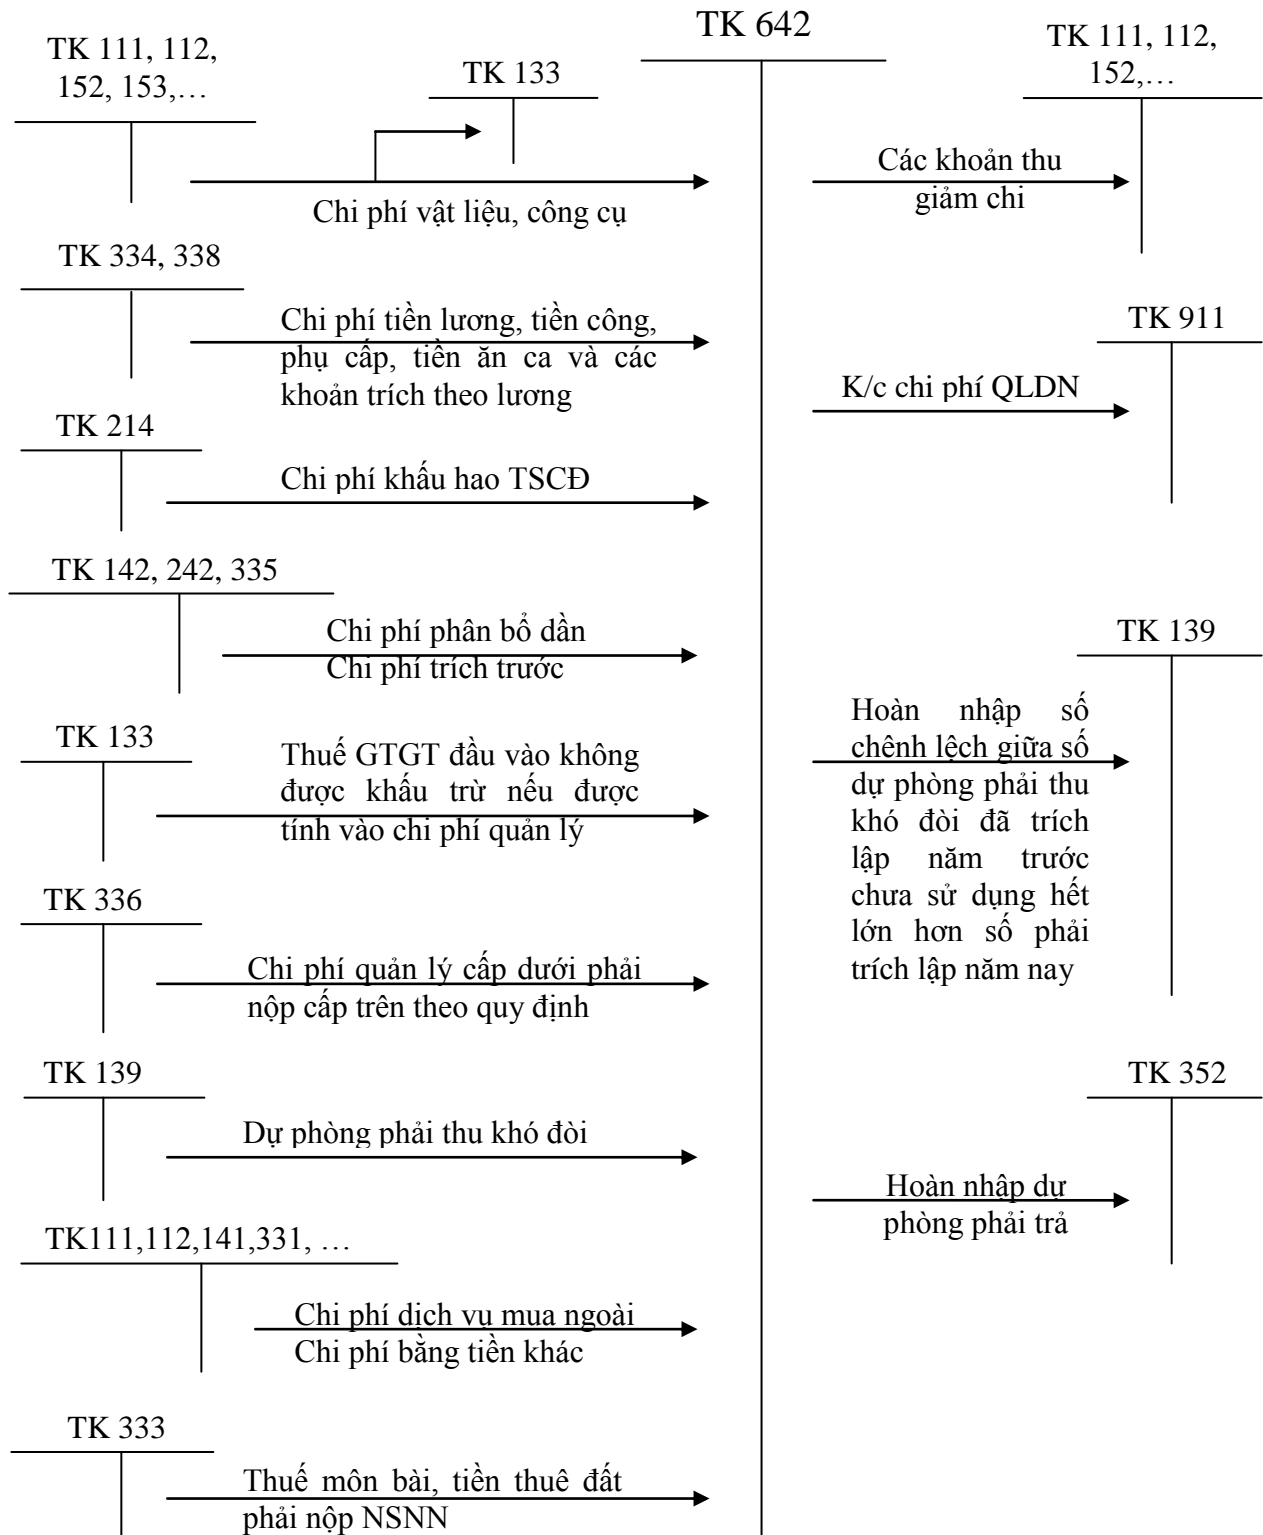 TK 642
TK 111, 112,
152, 153,…
TK 133
Chi phí vật liệu, công cụ
TK 334, 338
Chi phí tiền lương, tiền công,
phụ cấp, tiền ăn ca và các
khoản trích theo lương
TK 214
Chi phí khấu hao TSCĐ
TK 142, 242, 335
Chi phí phân bổ dần
Chi phí trích trước
TK 133
Thuế GTGT đầu vào không
được khấu trừ nếu được
tính vào chi phí quản lý
TK 336
Chi phí quản lý cấp dưới phải
nộp cấp trên theo quy định
TK 139
Dự phòng phải thu khó đòi
TK111,112,141,331, …
Chi phí dịch vụ mua ngoài
Chi phí bằng tiền khác
TK 333
Thuế môn bài, tiền thuê đất
phải nộp NSNN
TK 111, 112,
152,…
Các khoản thu
giảm chi
TK 911
K/c chi phí QLDN
TK 139
Hoàn nhập số
chênh lệch giữa số
dự phòng phải thu
khó đòi đã trích
lập năm trước
chưa sử dụng hết
lớn hơn số phải
trích lập năm nay
TK 352
Hoàn nhập dự
phòng phải trả